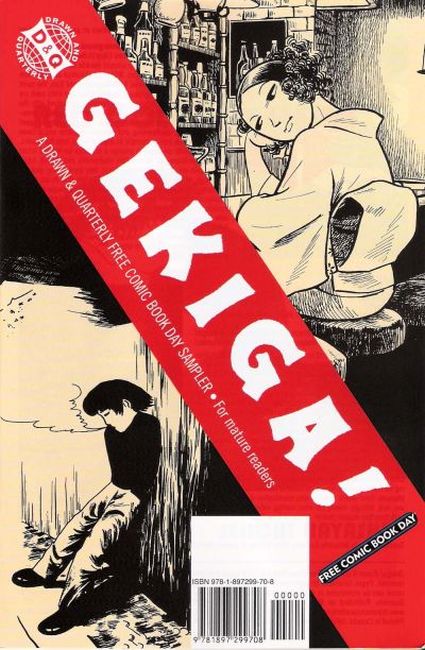 DRAWN AND
D&Q
QUARTERLY
GEKIGA!
A DRAWN & QUARTERLY FREE COMIC BOOK DAY SAMPLER • For mature readers
FREE COMIC BOOK DAY
ISBN 978-1-897299-70-8
00000
9 781897 299708